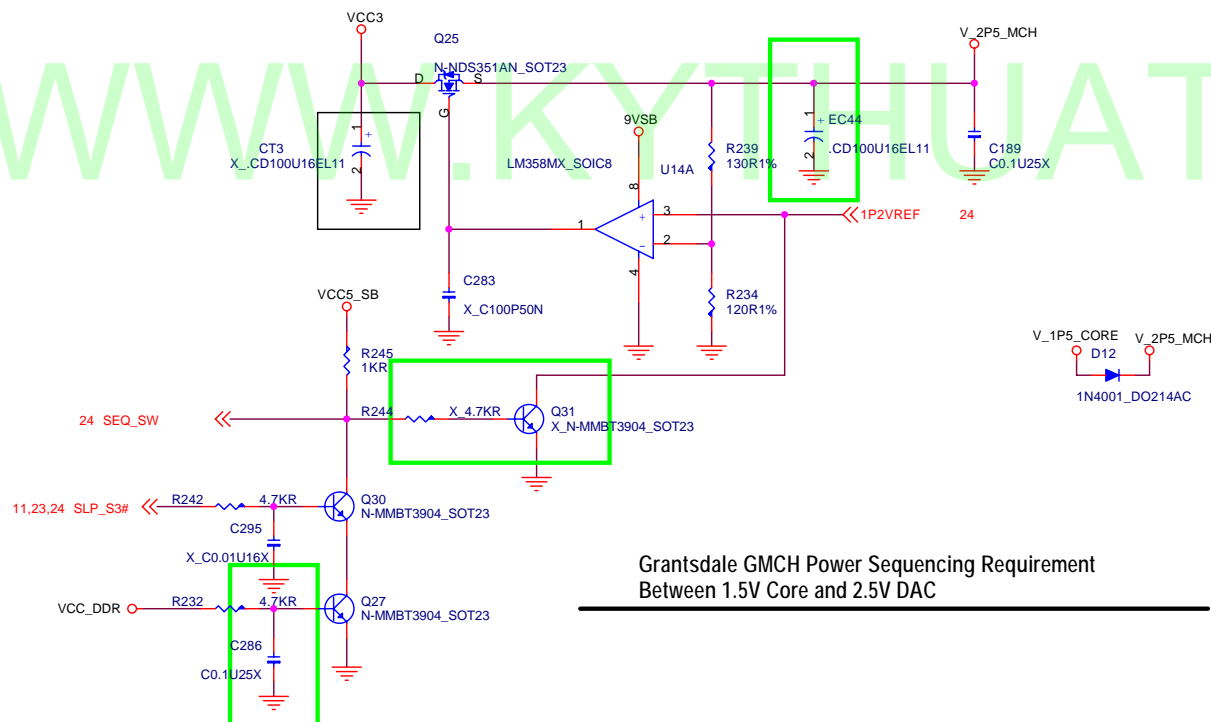 WWW.KYTHUAT
VCC3
Q25
N-NDS351AN_SOT23
D
S
G
V_2P5_MCH
1
+
CT3
X_.CD100U16EL11
2
9VSB
LM358MX_SOIC8
U14A
8
3
+
1
2
-
4
R239
130R1%
1
+ EC44
.CD100U16EL11
2
C189
C0.1U25X
1P2VREF 24
C283
X_C100P50N
R234
120R1%
VCC5_SB
R245
1KR
V_1P5_CORE
V_2P5_MCH
D12
1N4001_DO214AC
24 SEQ_SW
R244
X_4.7KR
Q31
X_N-MMBT3904_SOT23
11,23,24 SLP_S3#
R242
4.7KR
Q30
N-MMBT3904_SOT23
C295
X_C0.01U16X
VCC_DDR
R232
4.7KR
Q27
N-MMBT3904_SOT23
C286
C0.1U25X
Grantsdale GMCH Power Sequencing Requirement
Between 1.5V Core and 2.5V DAC